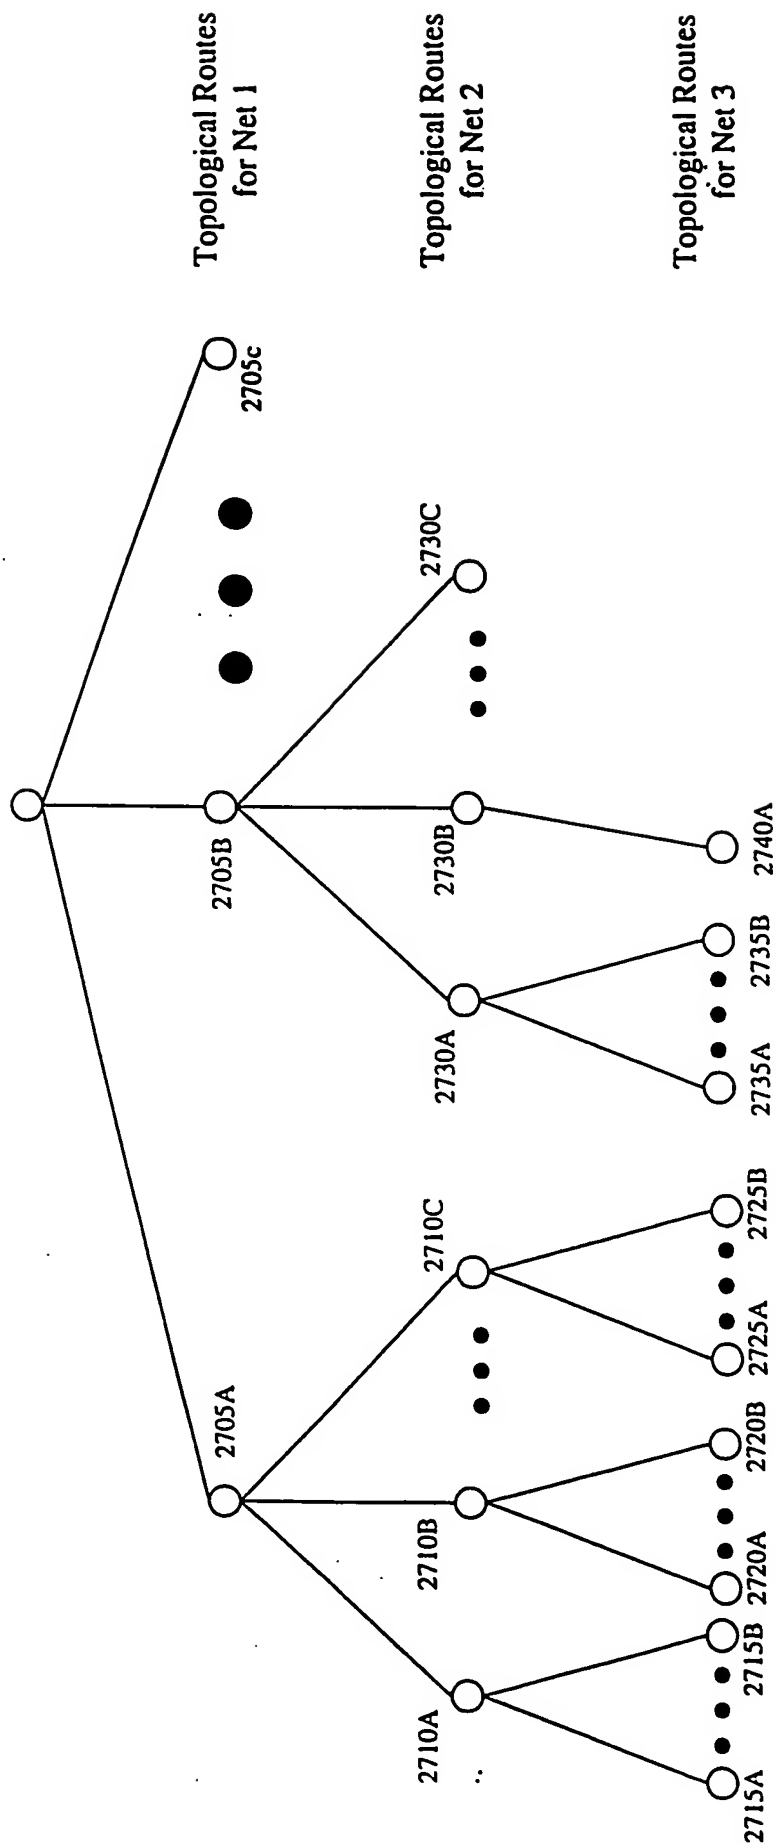 Topological Routes
for Net 1
2705A
2705B
2705c
Topological Routes
for Net 2
2710A
2710B
2710C
2730A
2730B
2730C
Topological Routes
for Net 3
2715A
2715B
2720A
2720B
2725A
2725B
2735A
2735B
2740A